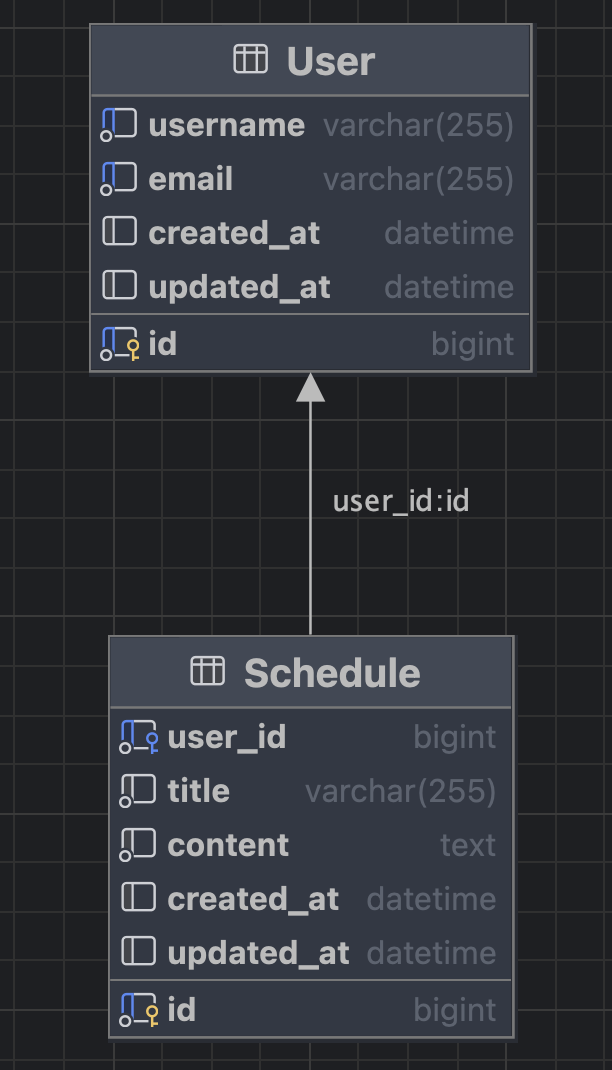 User
username varchar(255)
email varchar(255)
created_at datetime
updated_at datetime
id bigint
user_id:id
Schedule
user_id bigint
title varchar(255)
content text
created_at datetime
updated_at datetime
id bigint